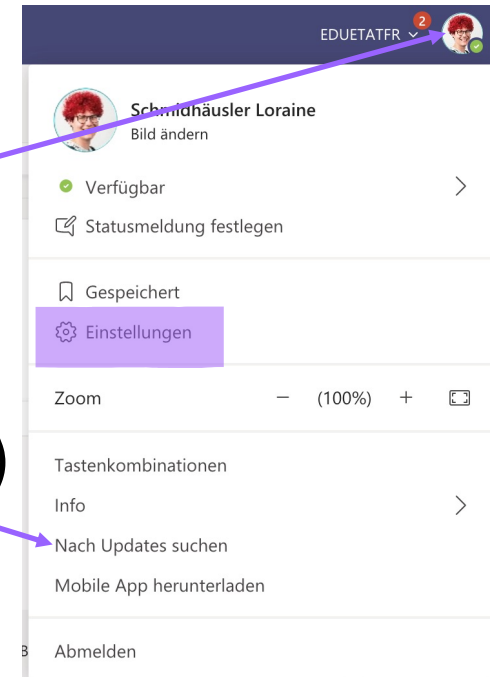 EDUETATFR 2
Schmidhäusler Loraine
Bild ändern
Verfügbar
Statusmeldung festlegen
Gespeichert
Einstellungen
Zoom − (100%) +
Tastenkombinationen
Info
Nach Updates suchen
Mobile App herunterladen
B
Abmelden